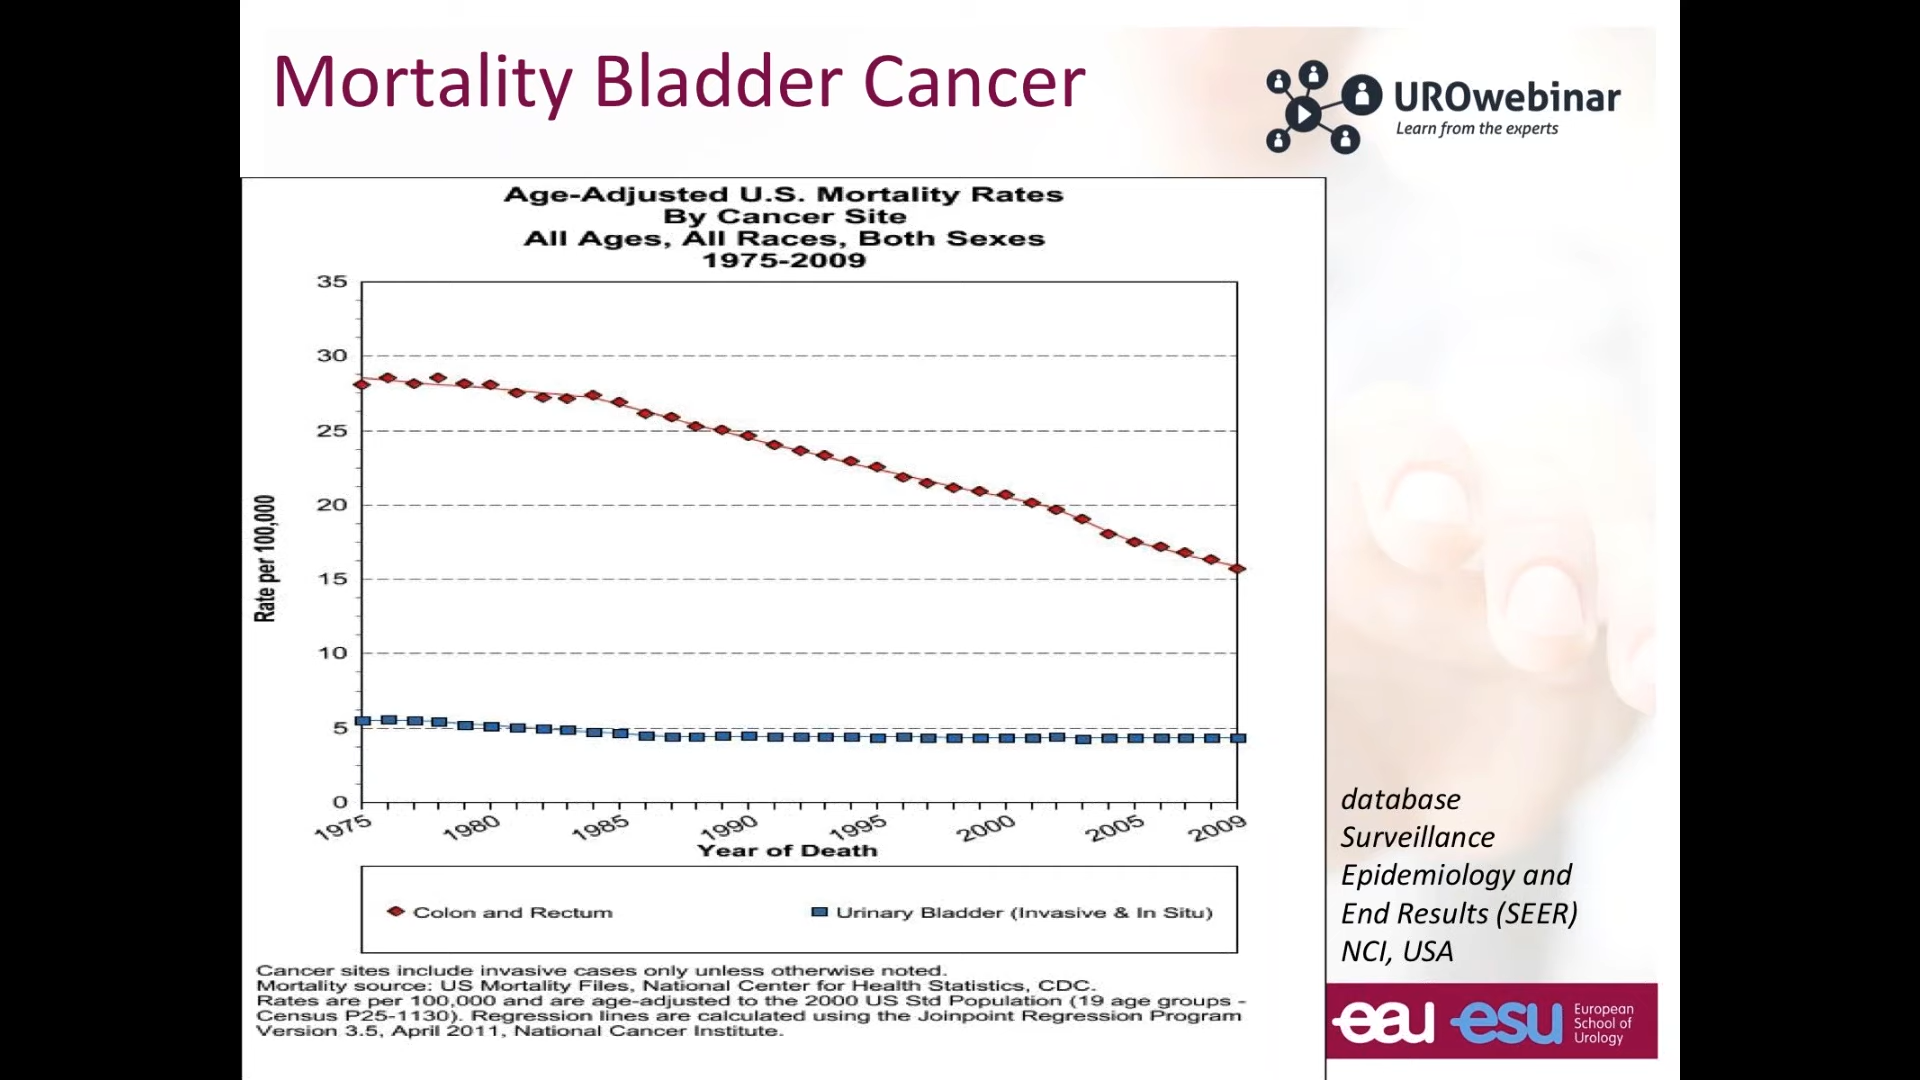 Mortality Bladder Cancer
UROwebinar
Learn from the experts
Age-Adjusted U.S. Mortality Rates
By Cancer Site
All Ages, All Races, Both Sexes
1975-2009
35
30
25
20
15
10
5
0
Rate per 100,000
1975
1980
1985
1990
1995
2000
2005
2009
Year of Death
Colon and Rectum
Urinary Bladder (Invasive & In Situ)
Cancer sites include invasive cases only unless otherwise noted.
Mortality source: US Mortality Files, National Center for Health Statistics, CDC.
Rates are per 100,000 and are age-adjusted to the 2000 US Std Population (19 age groups -
Census P25-1130). Regression lines are calculated using the Joinpoint Regression Program
Version 3.5, April 2011, National Cancer Institute.
database
Surveillance
Epidemiology and
End Results (SEER)
NCI, USA
eau esu
European
School of
Urology